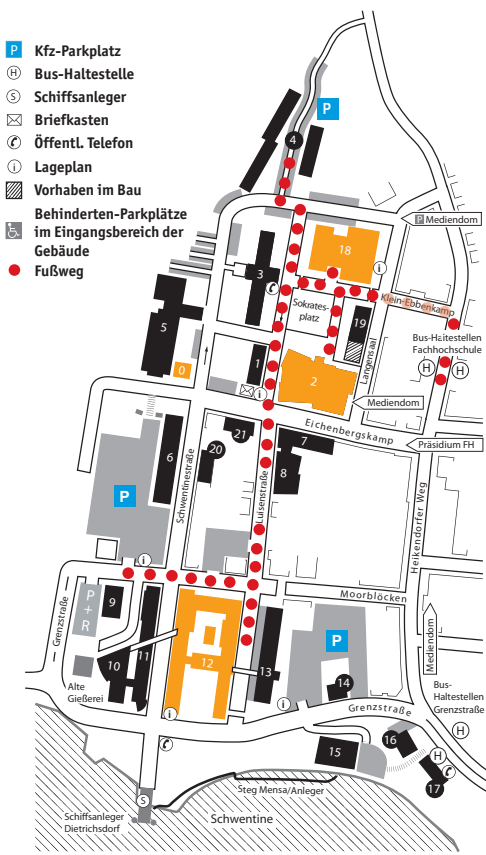 P Kfz-Parkplatz
H Bus-Haltestelle
S Schiffsanleger
Briefkasten
Öffentl. Telefon
i Lageplan
Vorhaben im Bau
Behinderten-Parkplätze
im Eingangsbereich der
Gebäude
Fußweg
P
4
P Mediendom
18
i
3
Klein-Ebbenkamp
Sokrates-
platz
19
5
Bus-Haltestellen
Fachhochschule
H H
Langensaal
1
0
2
i
Mediendom
Eichenbergskamp
21
7
Präsidium FH
20
6
8
Schwentinestraße
Luisenstraße
Heikendorfer Weg
P
i
Moorblöcken
Grenzstraße
P
+
R
9
Mediendom
P
11
12
10
13
14
Alte
Gießerei
Bus-
Haltestellen
Grenzstraße
i
i
Grenzstraße
H
16
15
H
17
Steg Mensa/Anleger
S
Schiffsanleger
Dietrichsdorf
Schwentine